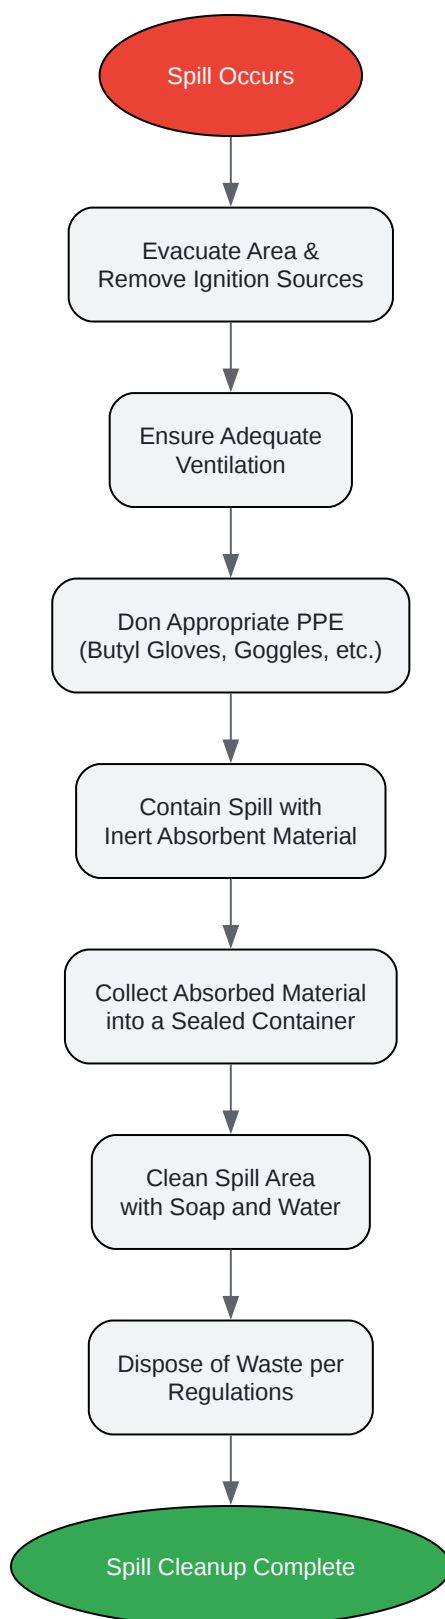 Spill Occurs
Evacuate Area &
Remove Ignition Sources
Ensure Adequate
Ventilation
Don Appropriate PPE
(Butyl Gloves, Goggles, etc.)
Contain Spill with
Inert Absorbent Material
Collect Absorbed Material
into a Sealed Container
Clean Spill Area
with Soap and Water
Dispose of Waste per
Regulations
Spill Cleanup Complete